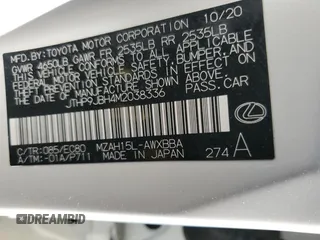 MFD. BY: TOYOTA MOTOR CORPORATION 10/20
GVWR 4650LB GAWR FR 2535LB RR 2535LB
THIS VEHICLE CONFORMS TO ALL APPLICABLE
FEDERAL MOTOR VEHICLE SAFETY, BUMPER, AND
THEFT PREVENTION STANDARDS IN EFFECT ON THE DATE OF
MANUFACTURE SHOWN ABOVE.
JTHP9JBH4M2038336 PASS.CAR
C/TR:085/EC80 MZAH15L-AWXBBA
A/TM:-01A/P711 MADE IN JAPAN 274 A
DREAMBID
DREAMBID.COM